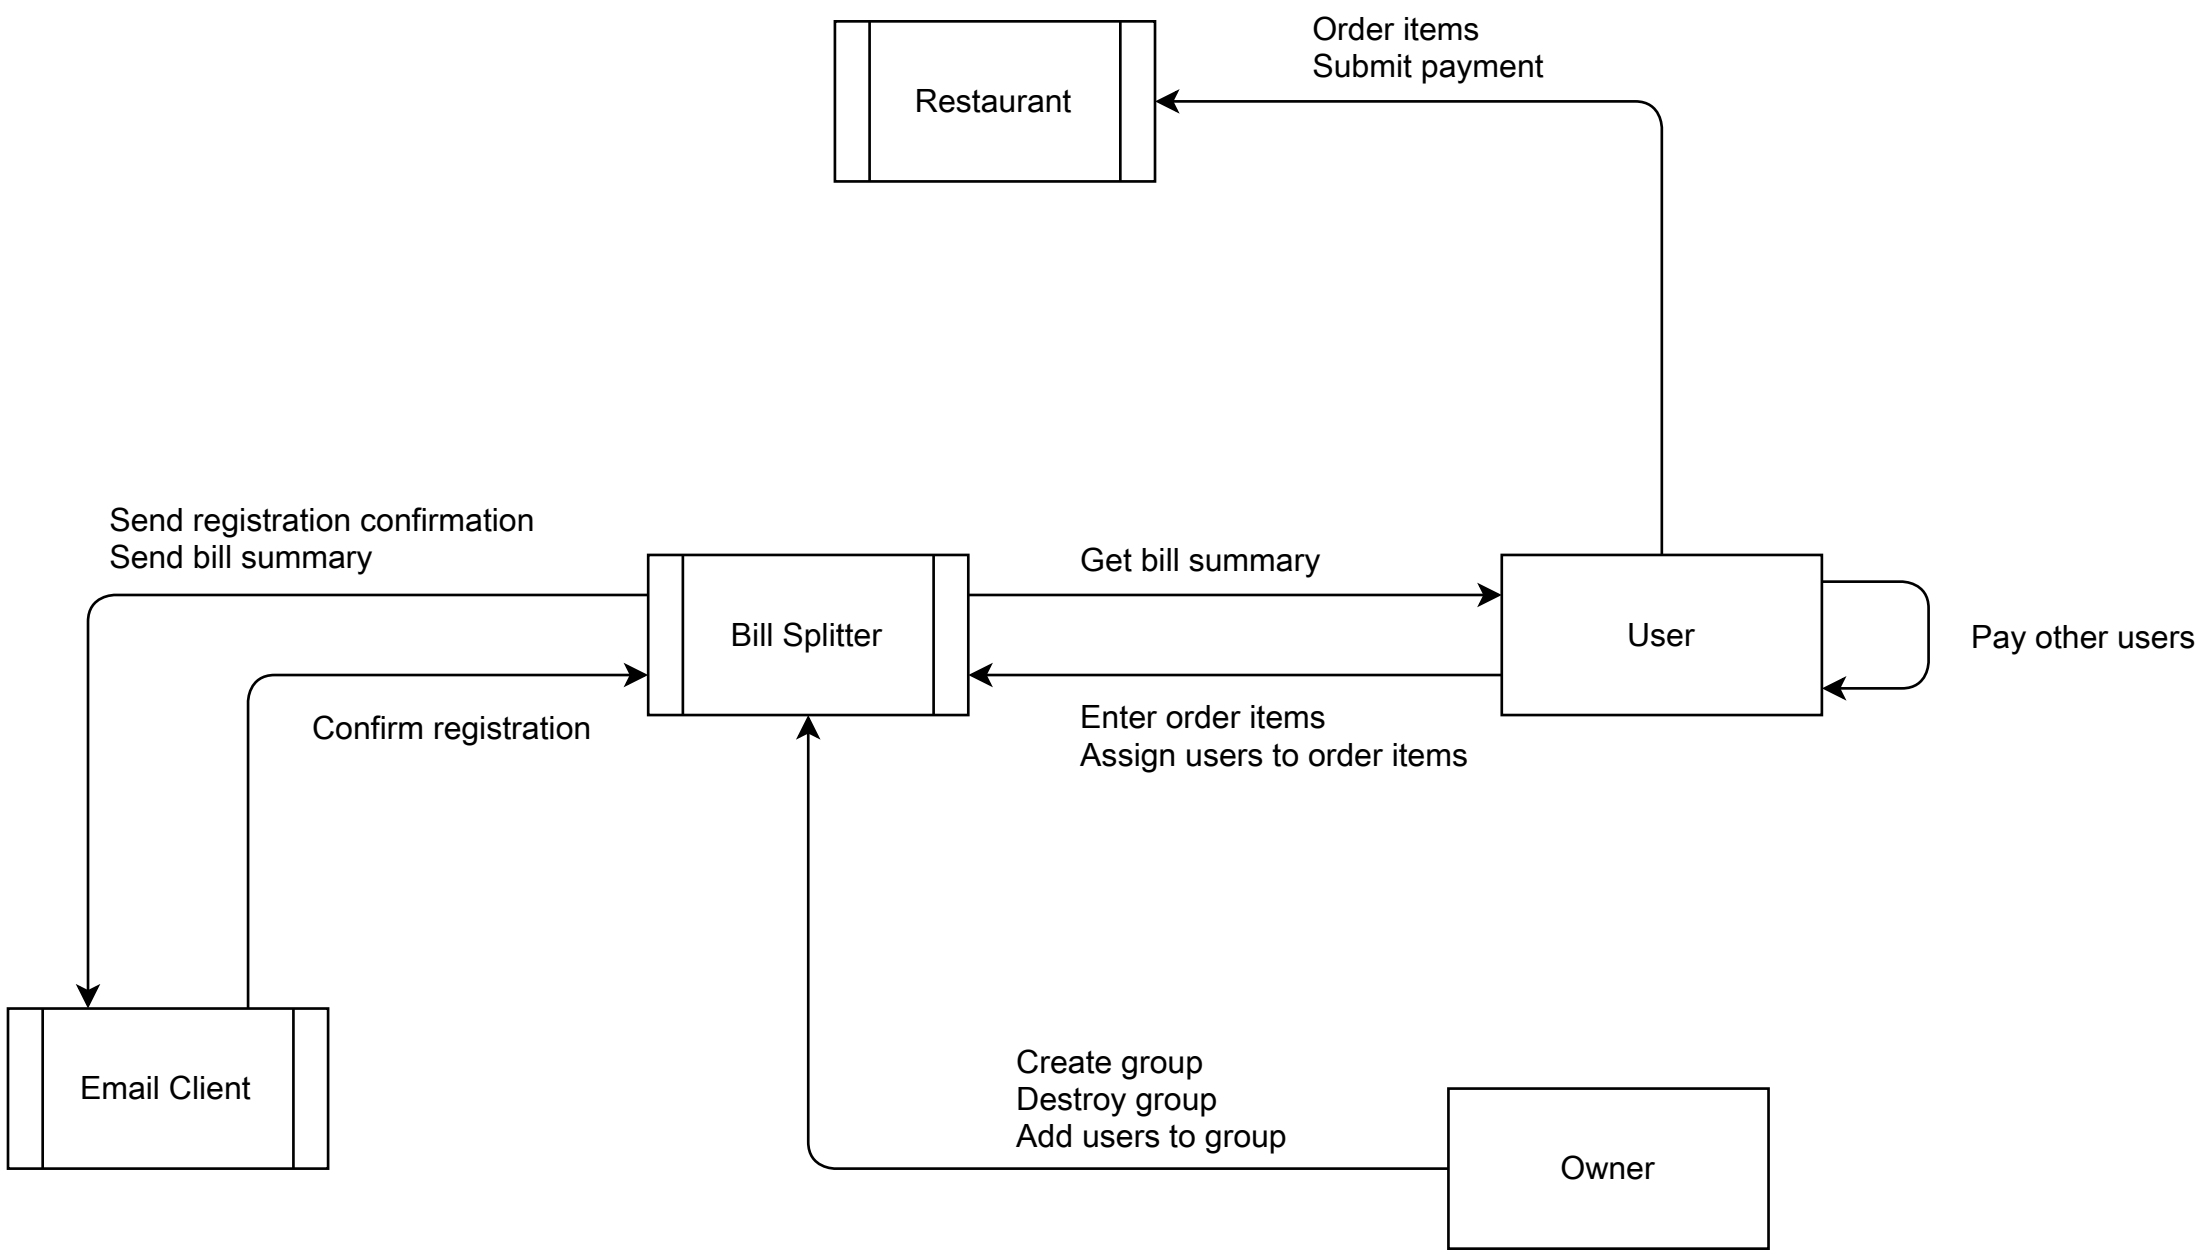 Order items
Submit payment
Restaurant
Send registration confirmation
Send bill summary
Get bill summary
Bill Splitter
User
Pay other users
Confirm registration
Enter order items
Assign users to order items
Create group
Destroy group
Add users to group
Email Client
Owner